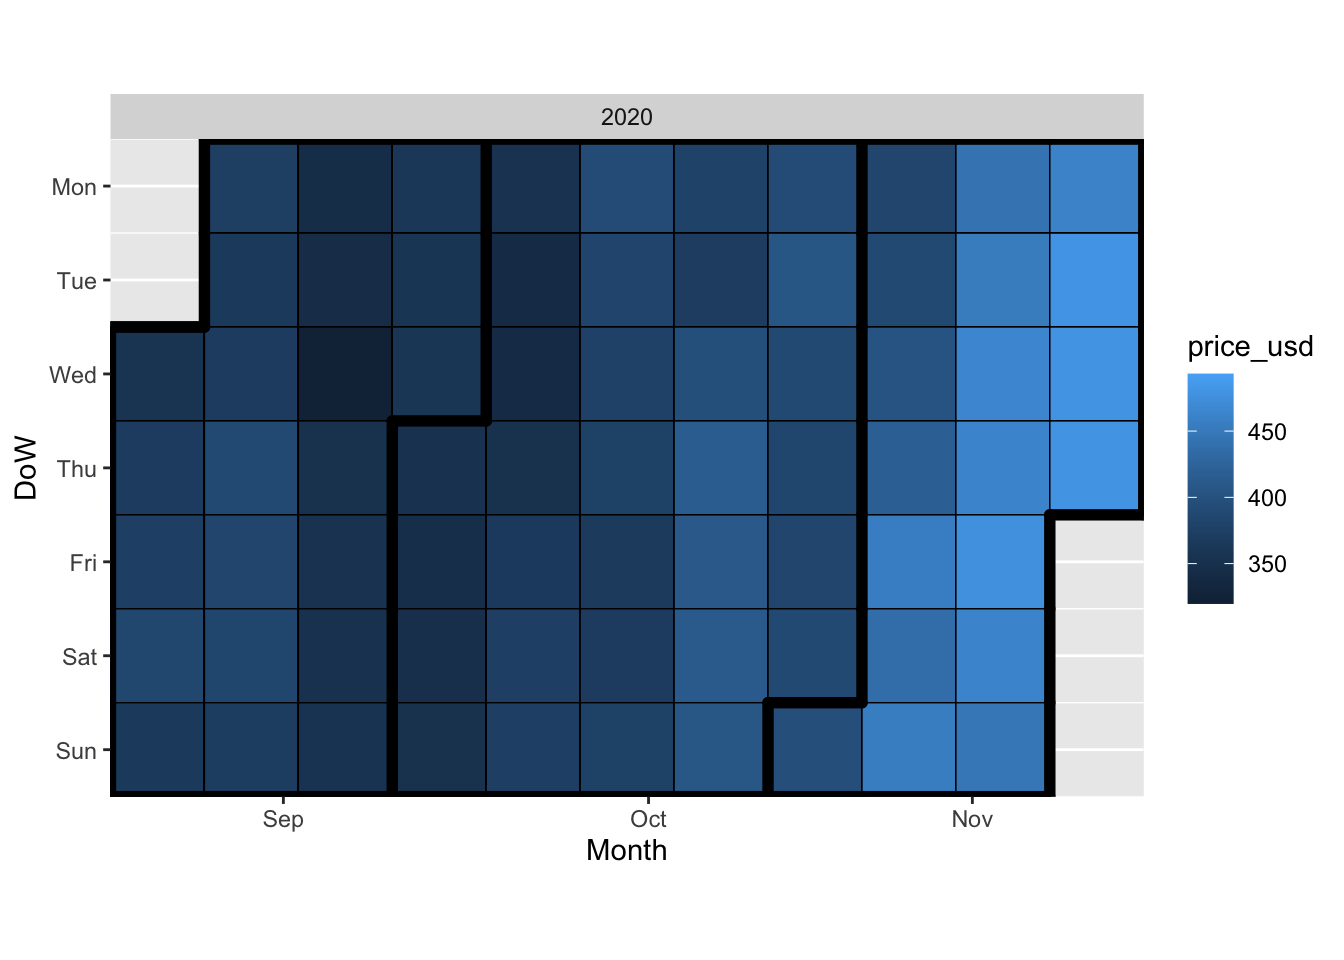 2020
Mon
Tue
Wed
Thu
Fri
Sat
Sun
DoW
Sep Oct Nov
Month
price_usd
450
400
350